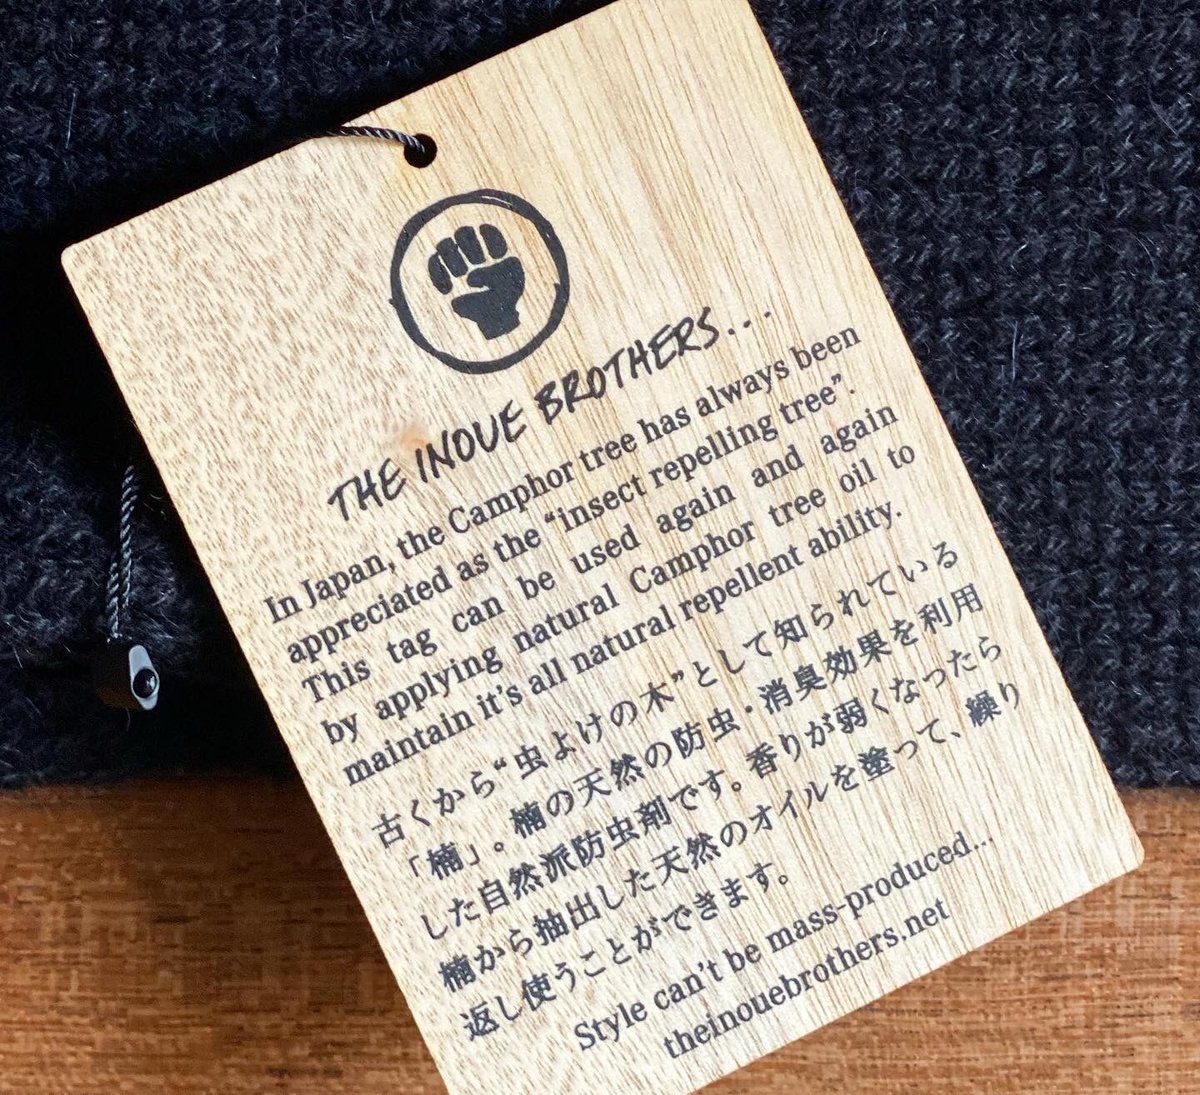 THE INOUE BROTHERS...
In Japan, the Camphor tree has always been
appreciated as the “insect repelling tree”.
This tag can be used again and again
by applying natural Camphor tree oil to
maintain it’s all natural repellent ability.
古くから“虫よけの木”として知られている
「楠」。楠の天然の防虫・消臭効果を利用
した自然派防虫剤です。香りが弱くなったら
楠から抽出した天然のオイルを塗って、繰り
返し使うことができます。
Style can’t be mass-produced...
theinouebrothers.net